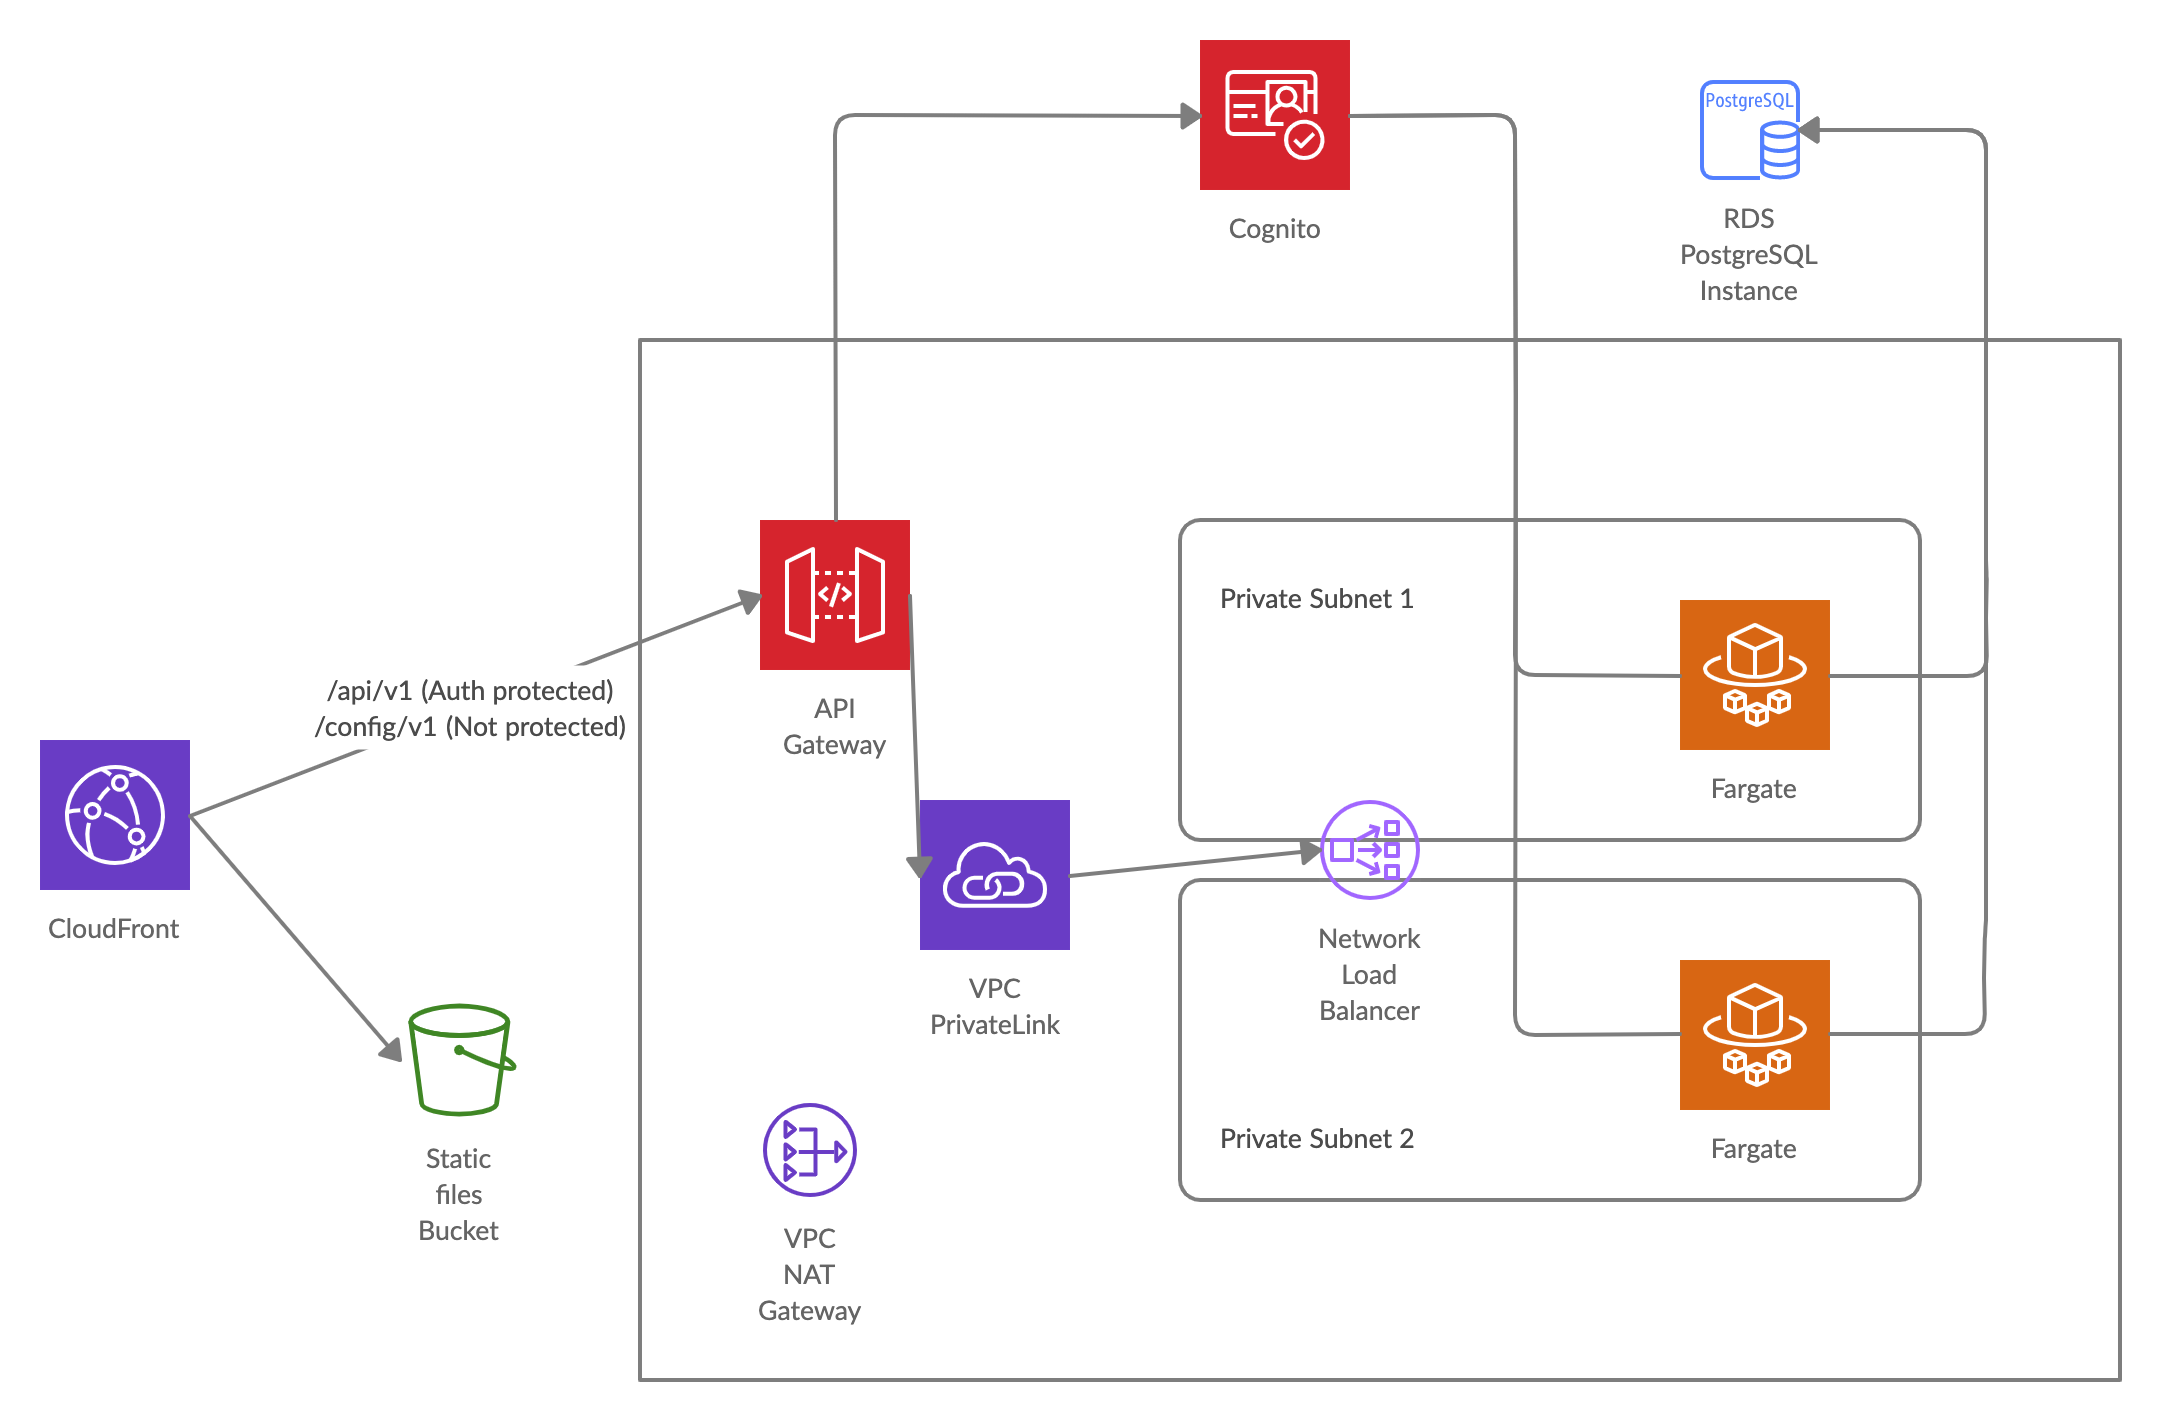 PostgreSQL
Cognito
RDS
PostgreSQL
Instance
Private Subnet 1
/api/v1 (Auth protected)
/config/v1 (Not protected)
API
Gateway
Fargate
CloudFront
Network
Load
Balancer
VPC
PrivateLink
Private Subnet 2
Fargate
Static
files
Bucket
VPC
NAT
Gateway